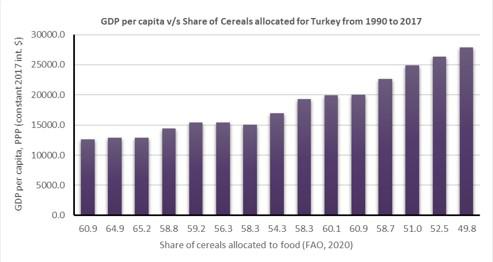 GDP per capita v/s Share of Cereals allocated for Turkey from 1990 to 2017
GDP per capita, PPP (constant 2017 int. $)
30000.0
25000.0
20000.0
15000.0
10000.0
5000.0
0.0
60.9 64.9 65.2 58.8 59.2 56.3 58.3 54.3 58.3 60.1 60.9 58.7 51.0 52.5 49.8
Share of cereals allocated to food (FAO, 2020)